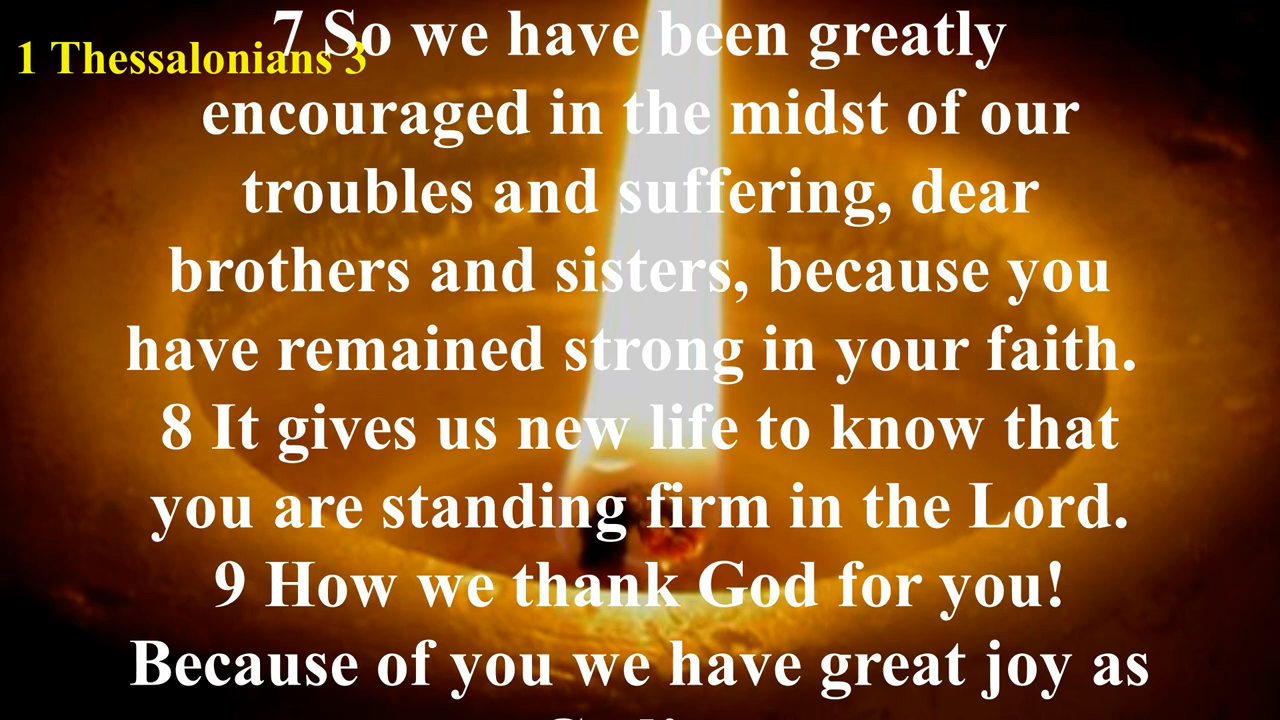 1 Thessalonians 3
7 So we have been greatly
encouraged in the midst of our
troubles and suffering, dear
brothers and sisters, because you
have remained strong in your faith.
8 It gives us new life to know that
you are standing firm in the Lord.
9 How we thank God for you!
Because of you we have great joy as